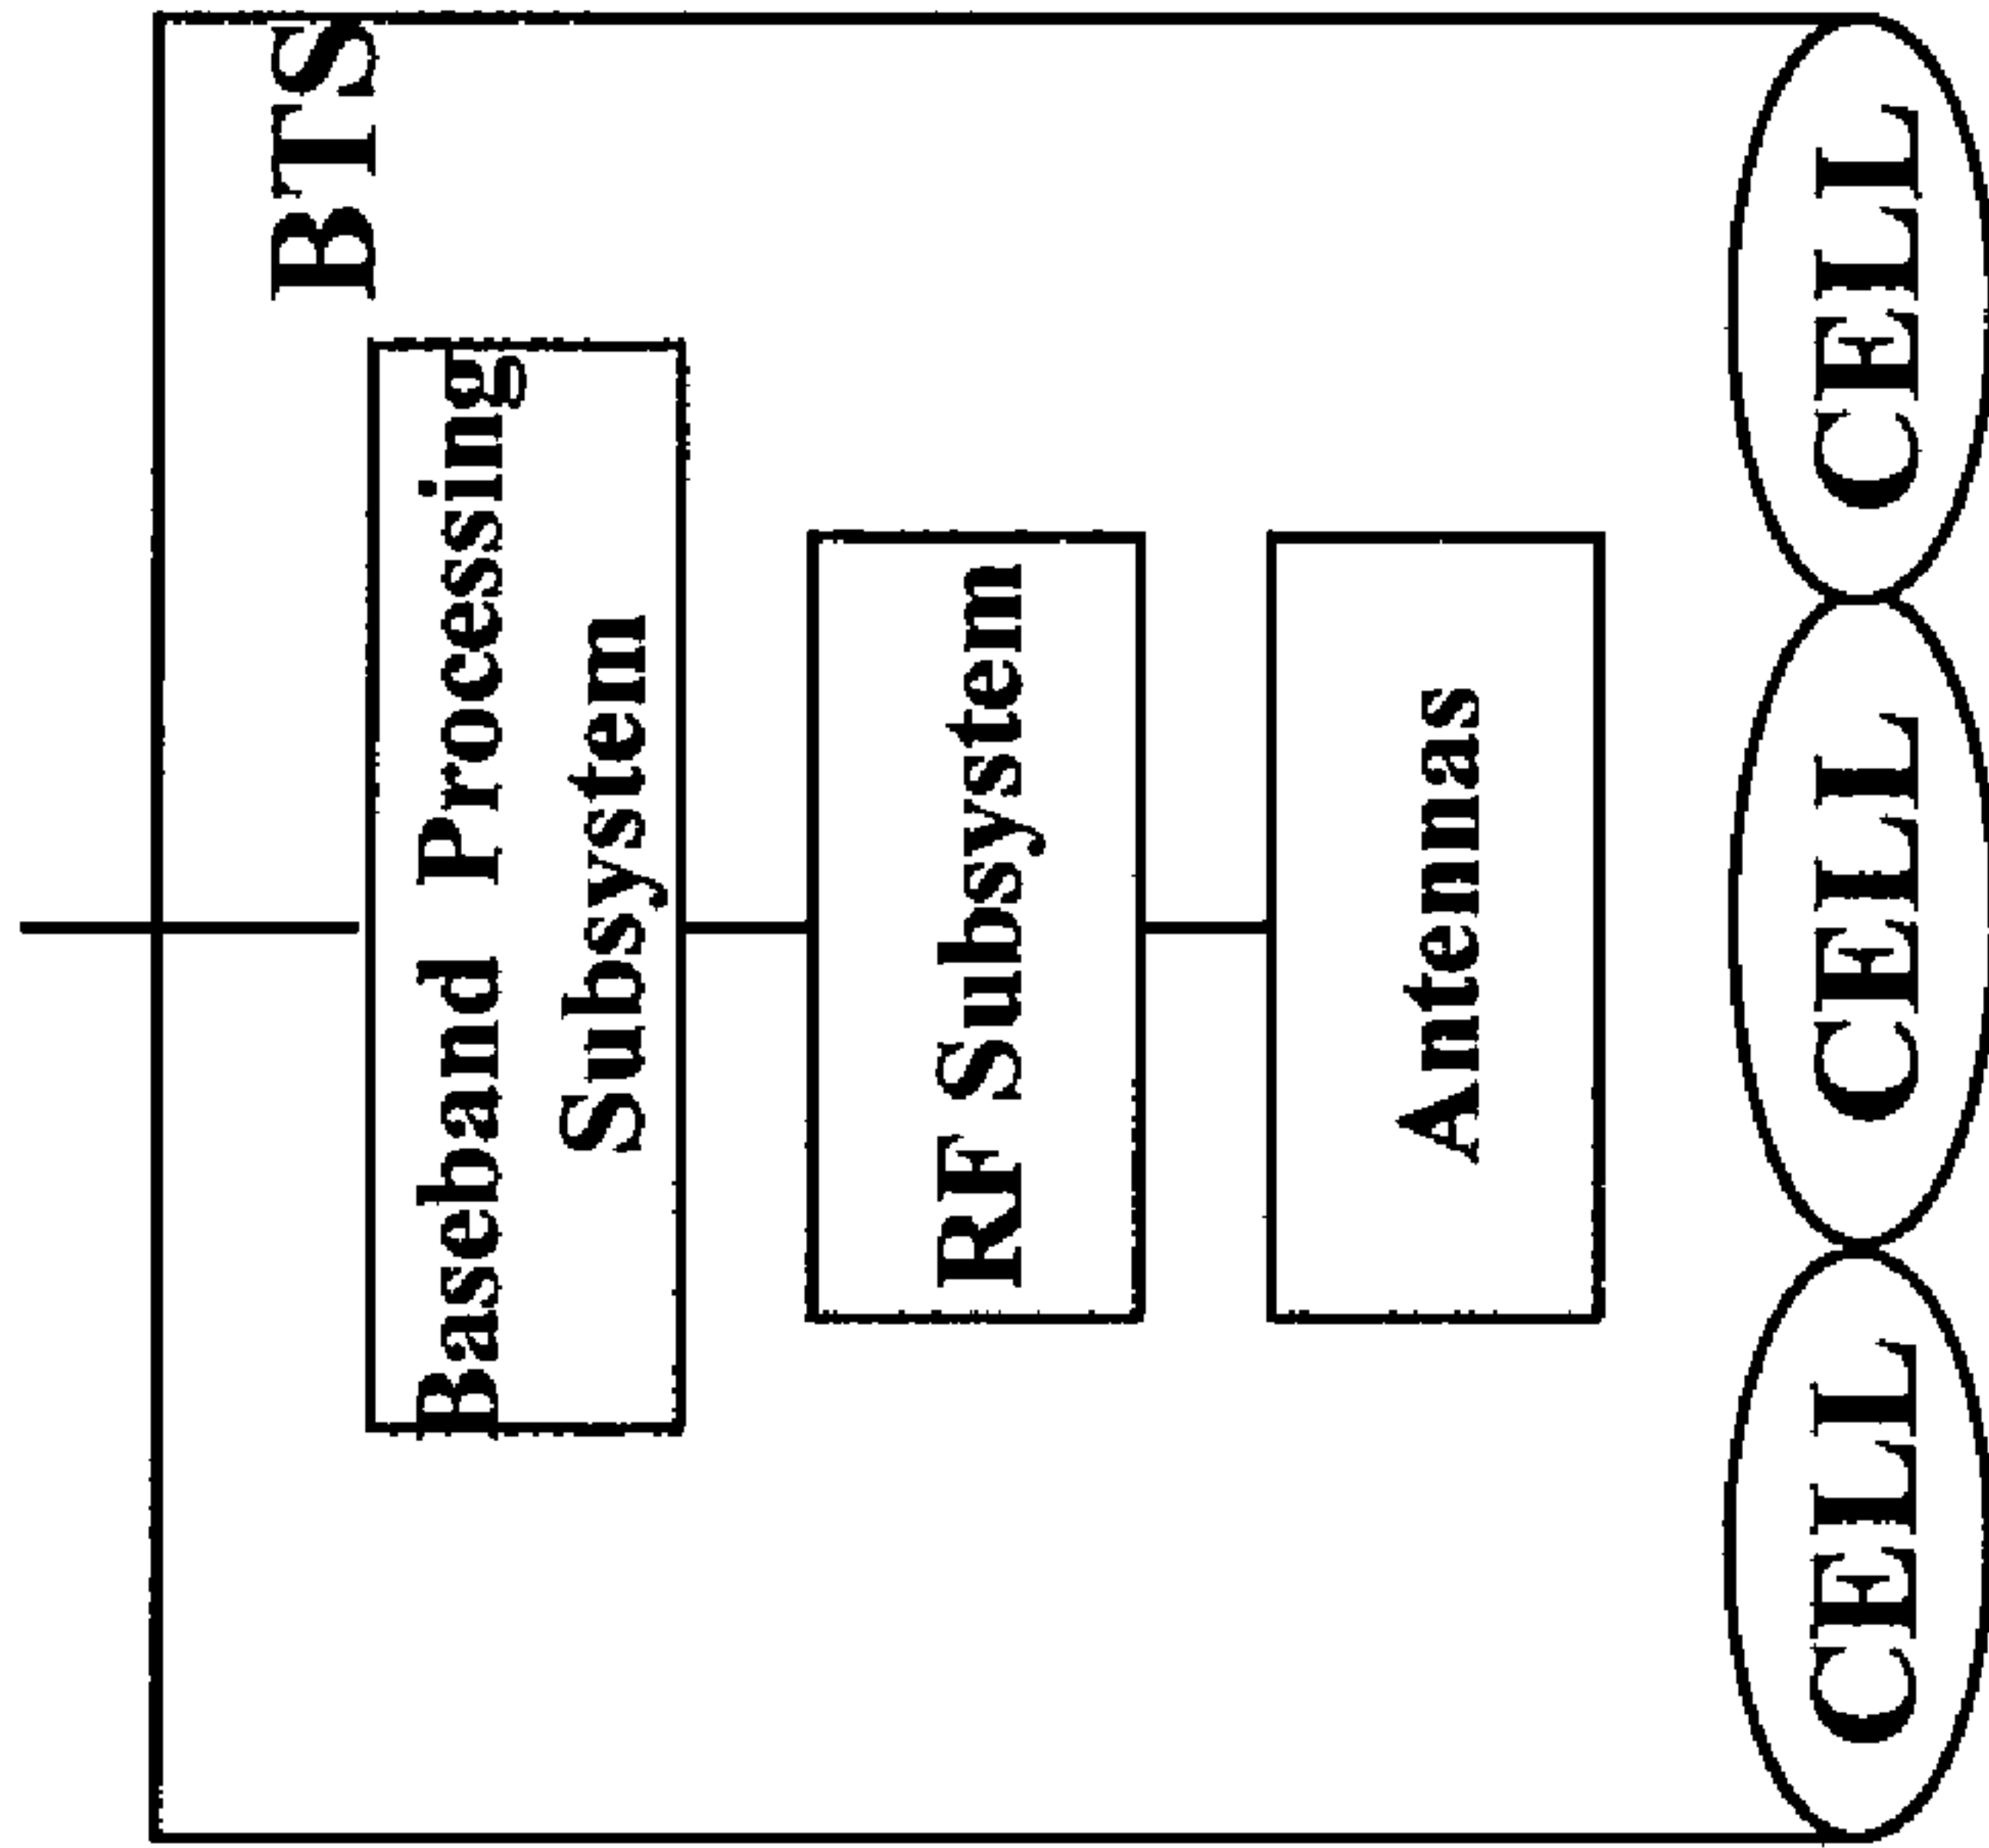 BTS
Baseband Processing
Subsystem
RF Subsystem
Antennas
CELL
CELL
CELL